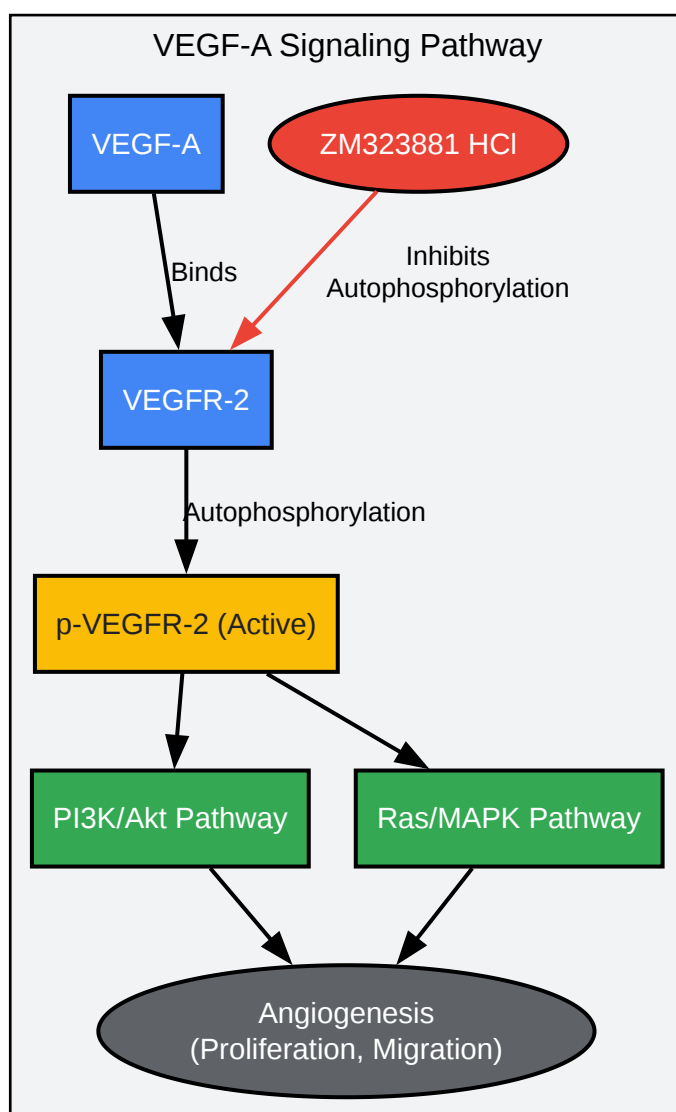 VEGF-A Signaling Pathway
VEGF-A
ZM323881 HCl
Binds
Inhibits
Autophosphorylation
VEGFR-2
Autophosphorylation
p-VEGFR-2 (Active)
PI3K/Akt Pathway
Ras/MAPK Pathway
Angiogenesis
(Proliferation, Migration)